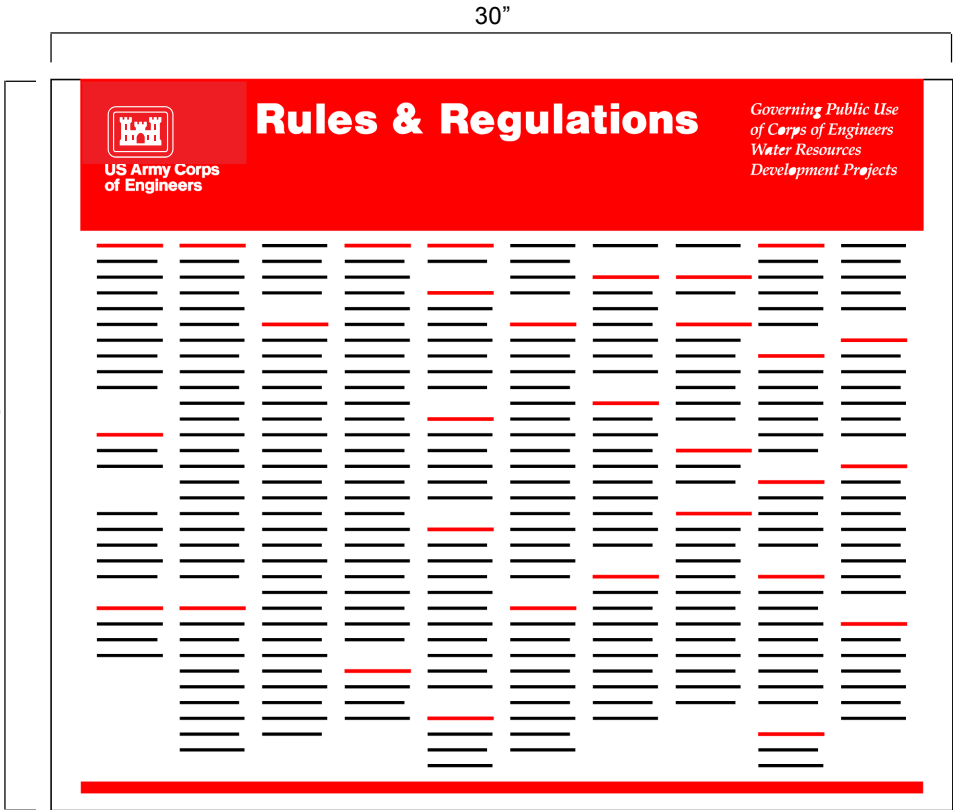 30”
Rules & Regulations
Governing Public Use
of Corps of Engineers
Water Resources
Development Projects
US Army Corps
of Engineers